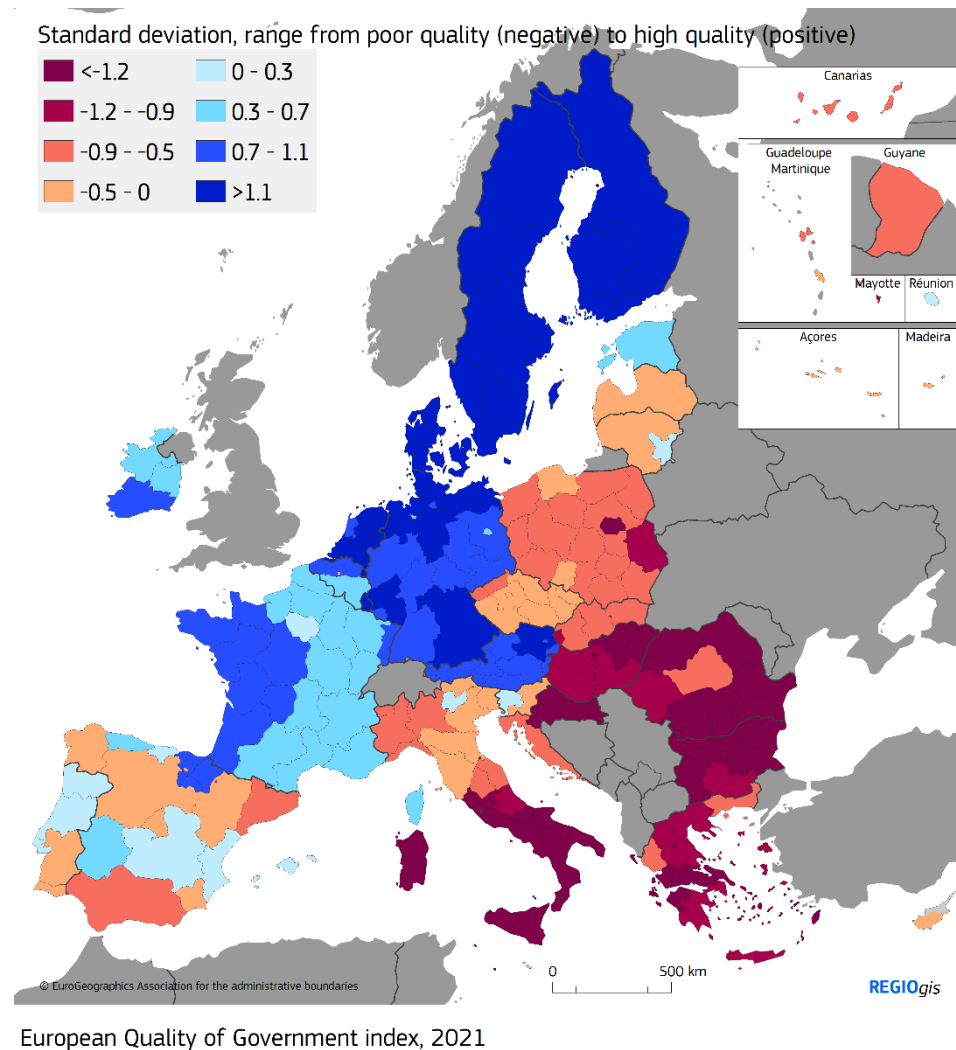 Standard deviation, range from poor quality (negative) to high quality (positive)
<-1.2
0 - 0.3
-1.2 - -0.9
0.3 - 0.7
-0.9 - -0.5
0.7 - 1.1
-0.5 - 0
>1.1
Canarias
Guadeloupe
Martinique
Guyane
Mayotte
Réunion
Açores
Madeira
0
500 km
© EuroGeographics Association for the administrative boundaries
REGIOgis
European Quality of Government index, 2021